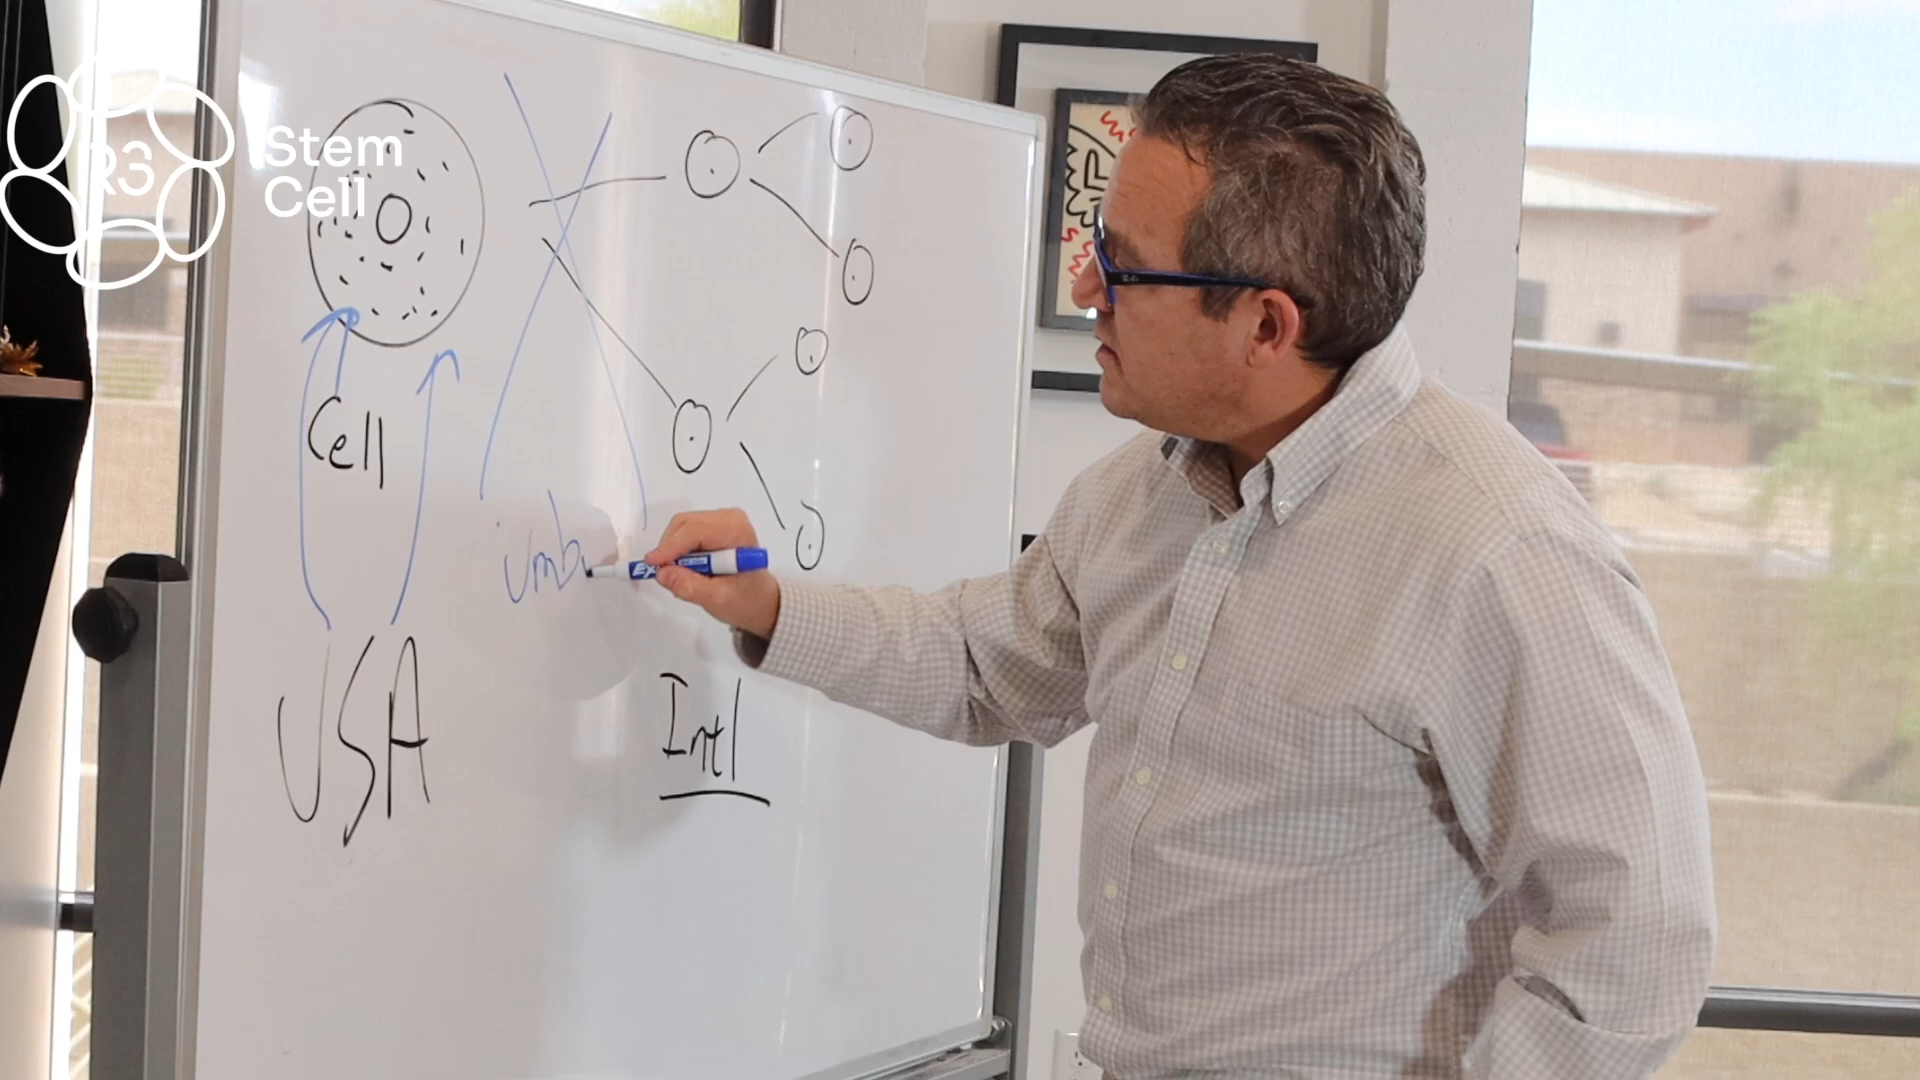 R3 Stem
Cell
Cell
umb
USA
Intl